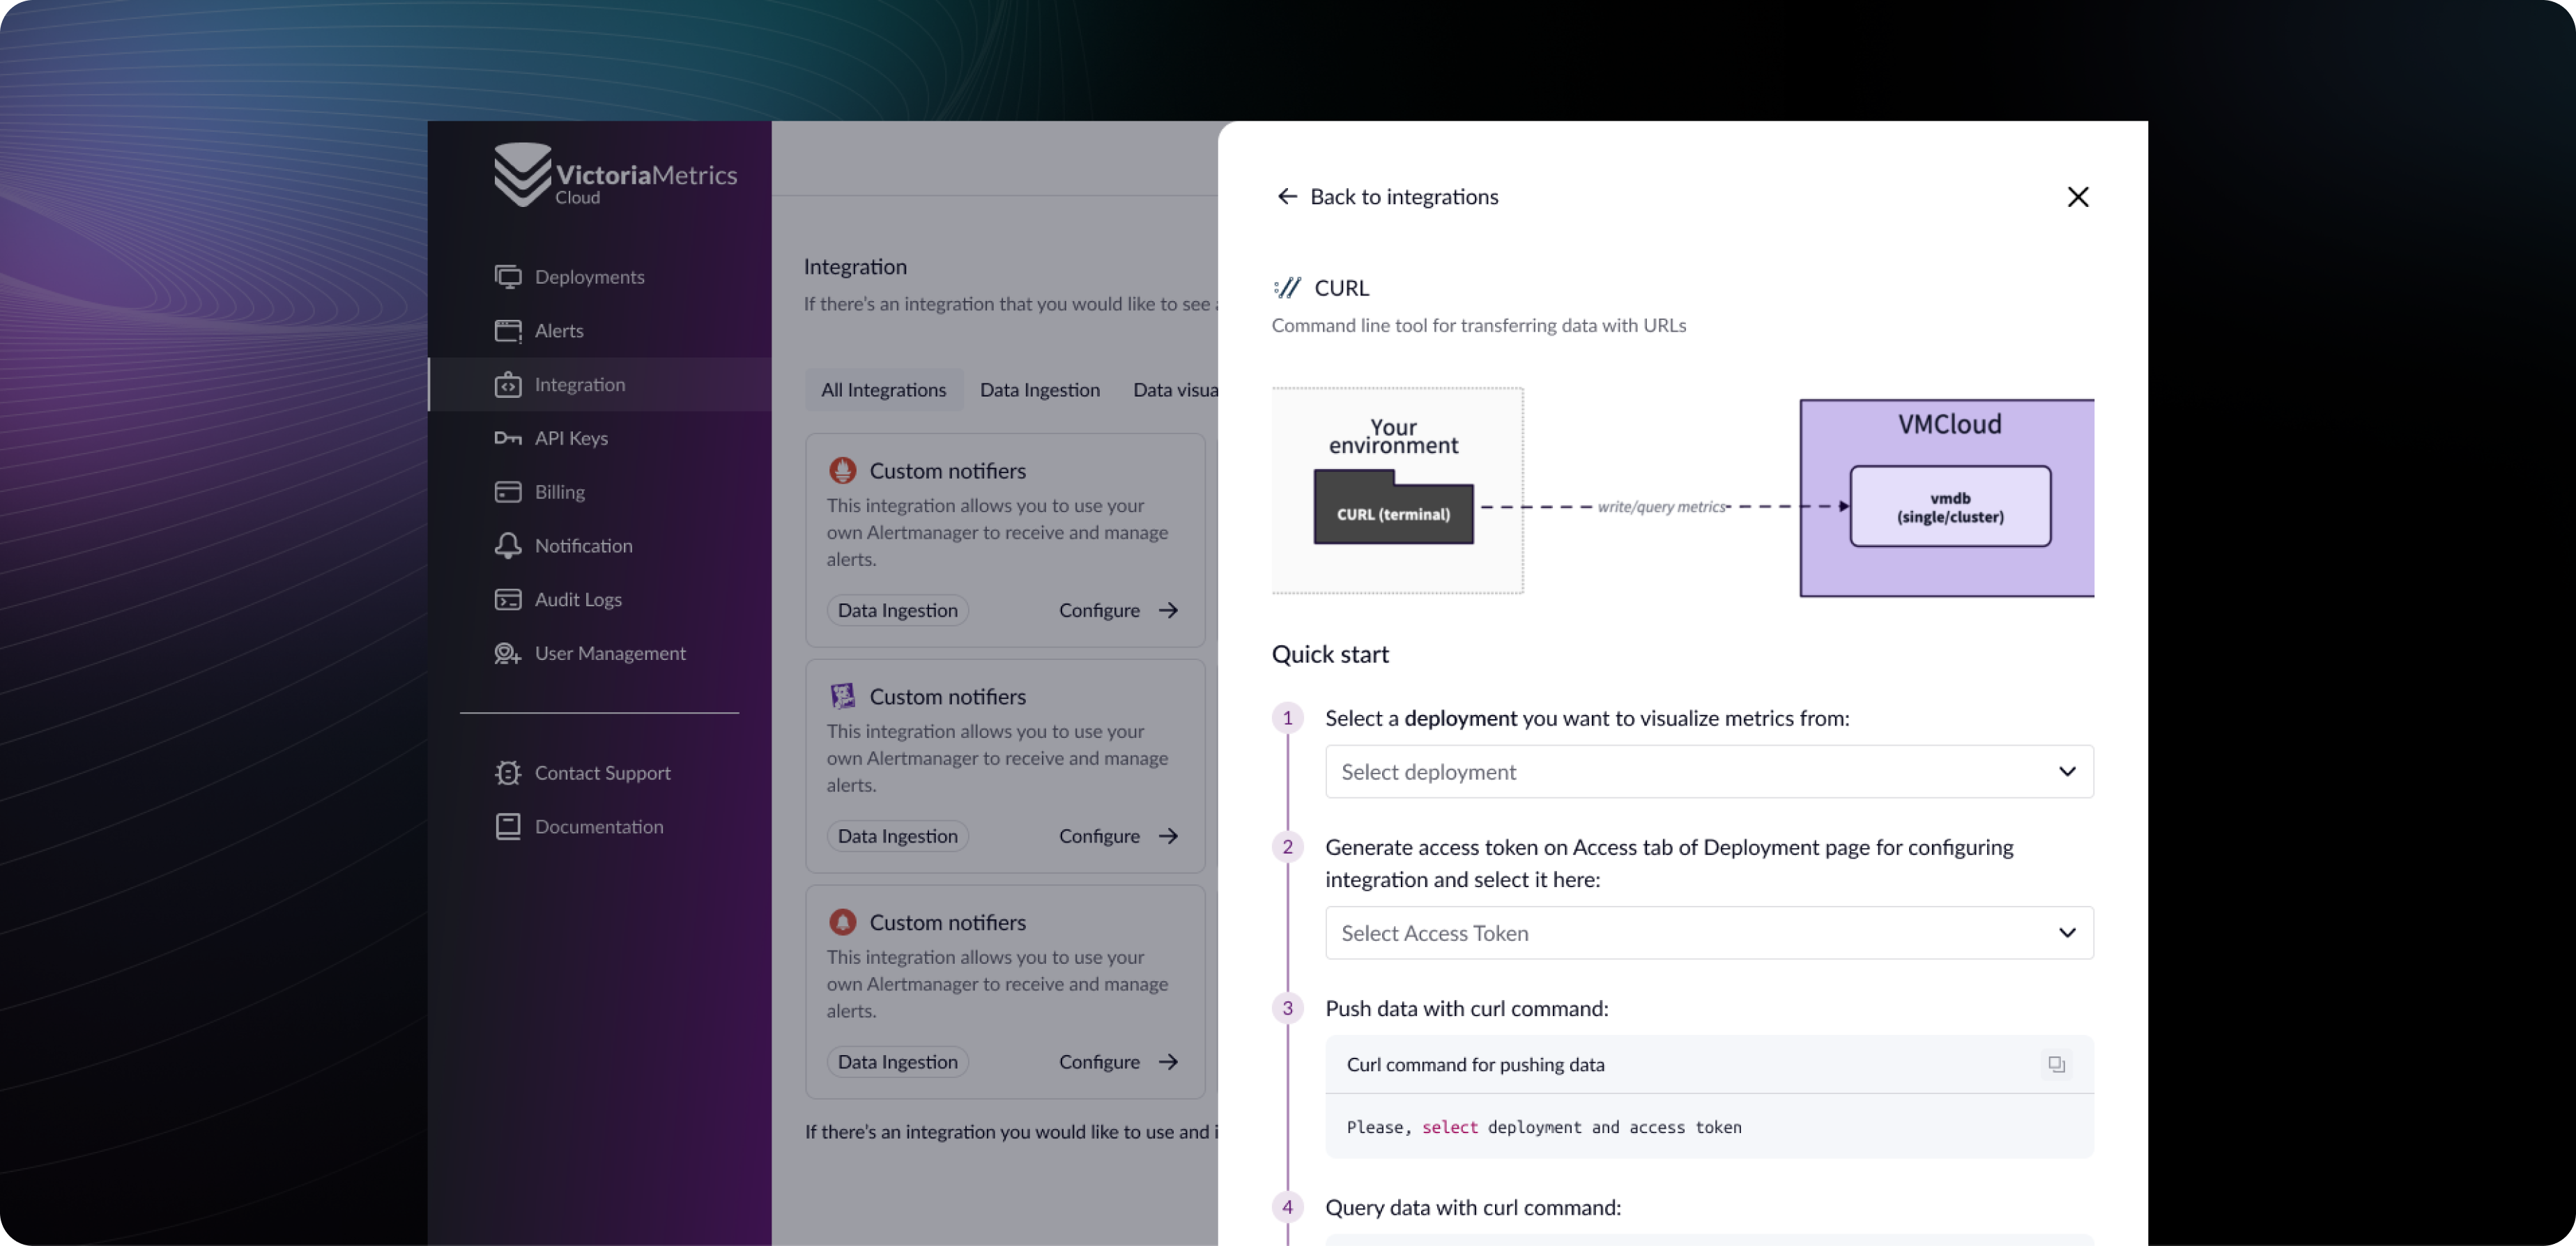 VictoriaMetrics
Cloud
Deployments
Alerts
Integration
API Keys
Billing
Notification
Audit Logs
User Management
Contact Support
Documentation
Integration
If there's an integration that you would like to see
All Integrations
Data Ingestion
Data visua
Custom notifiers
This integration allows you to use your
own Alertmanager to receive and manage
alerts.
Data Ingestion
Configure
Custom notifiers
This integration allows you to use your
own Alertmanager to receive and manage
alerts.
Data Ingestion
Configure
Custom notifiers
This integration allows you to use your
own Alertmanager to receive and manage
alerts.
Data Ingestion
Configure
If there's an integration you would like to use and i
Back to integrations
CURL
Command line tool for transferring data with URLs
Your
environment
CURL (terminal)
write/query metrics
VMCloud
vmdb
(single/cluster)
Quick start
1
Select a deployment you want to visualize metrics from:
Select deployment
2
Generate access token on Access tab of Deployment page for configuring
integration and select it here:
Select Access Token
3
Push data with curl command:
Curl command for pushing data
Please, select deployment and access token
4
Query data with curl command: